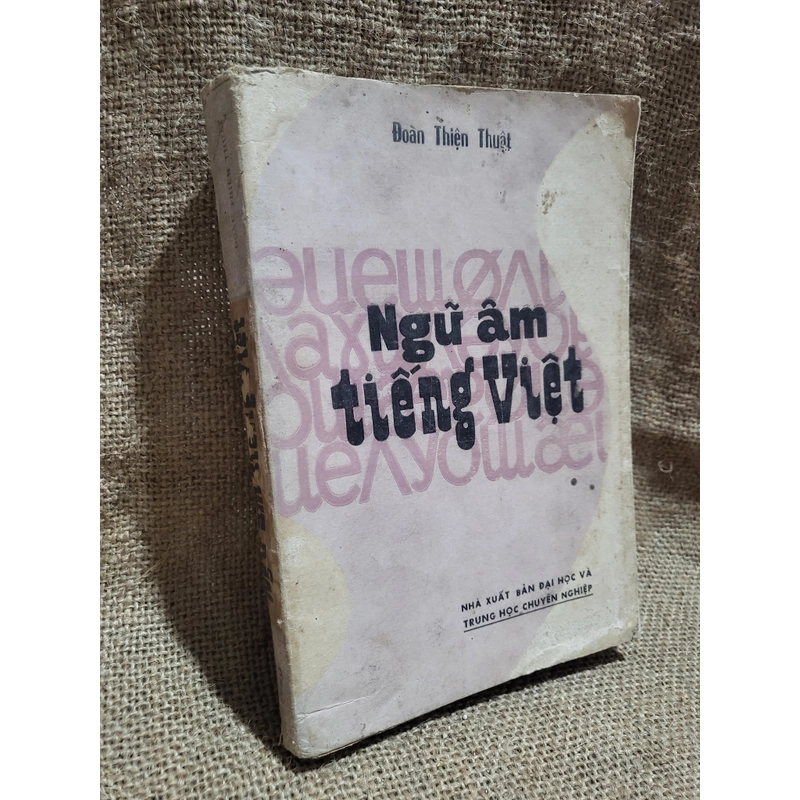 Đoàn Thiện Thuật
Ngữ âm
tiếng Việt
NHÀ XUẤT BẢN ĐẠI HỌC VÀ
TRUNG HỌC CHUYÊN NGHIỆP